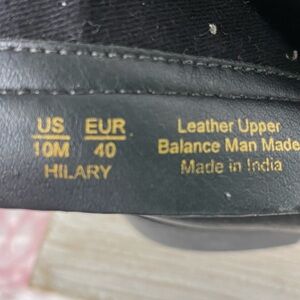 US EUR
10M 40
HILARY
Leather Upper
Balance Man Made
Made in India